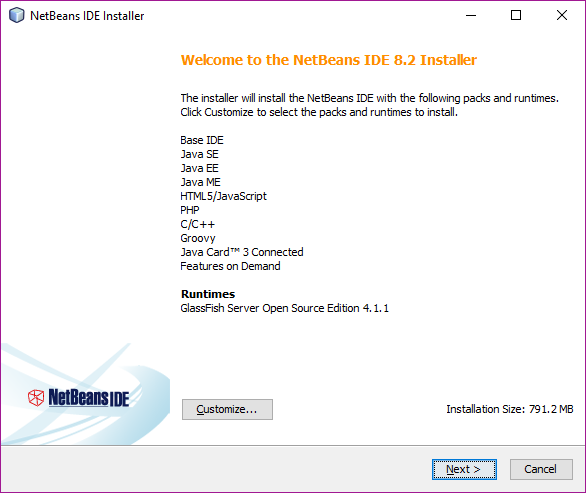 NetBeans IDE Installer
Welcome to the NetBeans IDE 8.2 Installer
The installer will install the NetBeans IDE with the following packs and runtimes.
Click Customize to select the packs and runtimes to install.
Base IDE
Java SE
Java EE
Java ME
HTML5/JavaScript
PHP
C/C++
Groovy
Java Card™ 3 Connected
Features on Demand
Runtimes
GlassFish Server Open Source Edition 4.1.1
NetBeans IDE
Customize...
Installation Size: 791.2 MB
Next >
Cancel